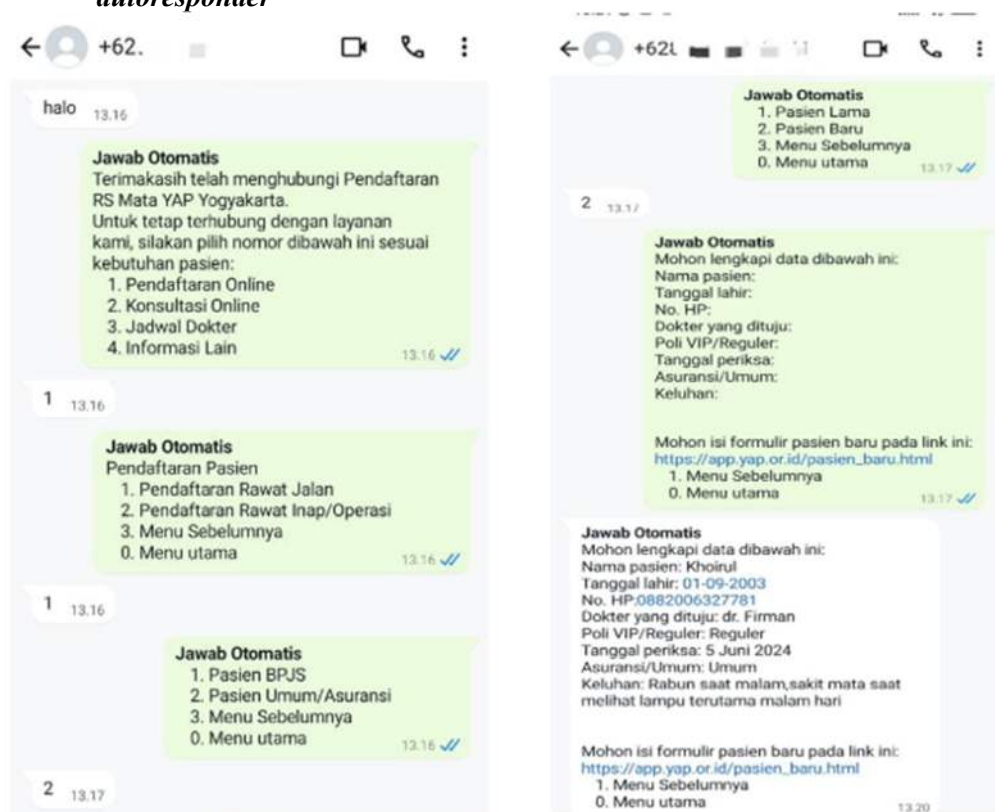 autoresponder
+62.
halo 13.16
Jawab Otomatis
Terimakasih telah menghubungi Pendaftaran
RS Mata YAP Yogyakarta.
Untuk tetap terhubung dengan layanan
kami, silakan pilih nomor dibawah ini sesuai
kebutuhan pasien:
1. Pendaftaran Online
2. Konsultasi Online
3. Jadwal Dokter
4. Informasi Lain
13.16
1 13.16
Jawab Otomatis
Pendaftaran Pasien
1. Pendaftaran Rawat Jalan
2. Pendaftaran Rawat Inap/Operasi
3. Menu Sebelumnya
0. Menu utama
13.16
1 13.16
Jawab Otomatis
1. Pasien BPJS
2. Pasien Umum/Asuransi
3. Menu Sebelumnya
0. Menu utama
13.16
2 13.17
Jawab Otomatis
1. Pasien Lama
2. Pasien Baru
3. Menu Sebelumnya
0. Menu utama
13.17
2 13.17
Jawab Otomatis
Mohon lengkapi data dibawah ini:
Nama pasien:
Tanggal lahir:
No. HP:
Dokter yang dituju:
Poli VIP/Reguler:
Tanggal periksa:
Asuransi/Umum:
Keluhan:
Mohon isi formulir pasien baru pada link ini:
https://app.yap.or.id/pasien_baru.html
1. Menu Sebelumnya
0. Menu utama
13.17
Jawab Otomatis
Mohon lengkapi data dibawah ini:
Nama pasien: Khoirul
Tanggal lahir: 01-09-2003
No. HP:0882006327781
Dokter yang dituju: dr. Firman
Poli VIP/Reguler: Reguler
Tanggal periksa: 5 Juni 2024
Asuransi/Umum: Umum
Keluhan: Rabun saat malam,sakit mata saat
melihat lampu terutama malam hari
Mohon isi formulir pasien baru pada link ini:
https://app.yap.or.id/pasien_baru.html
1. Menu Sebelumnya
0. Menu utama
13.20